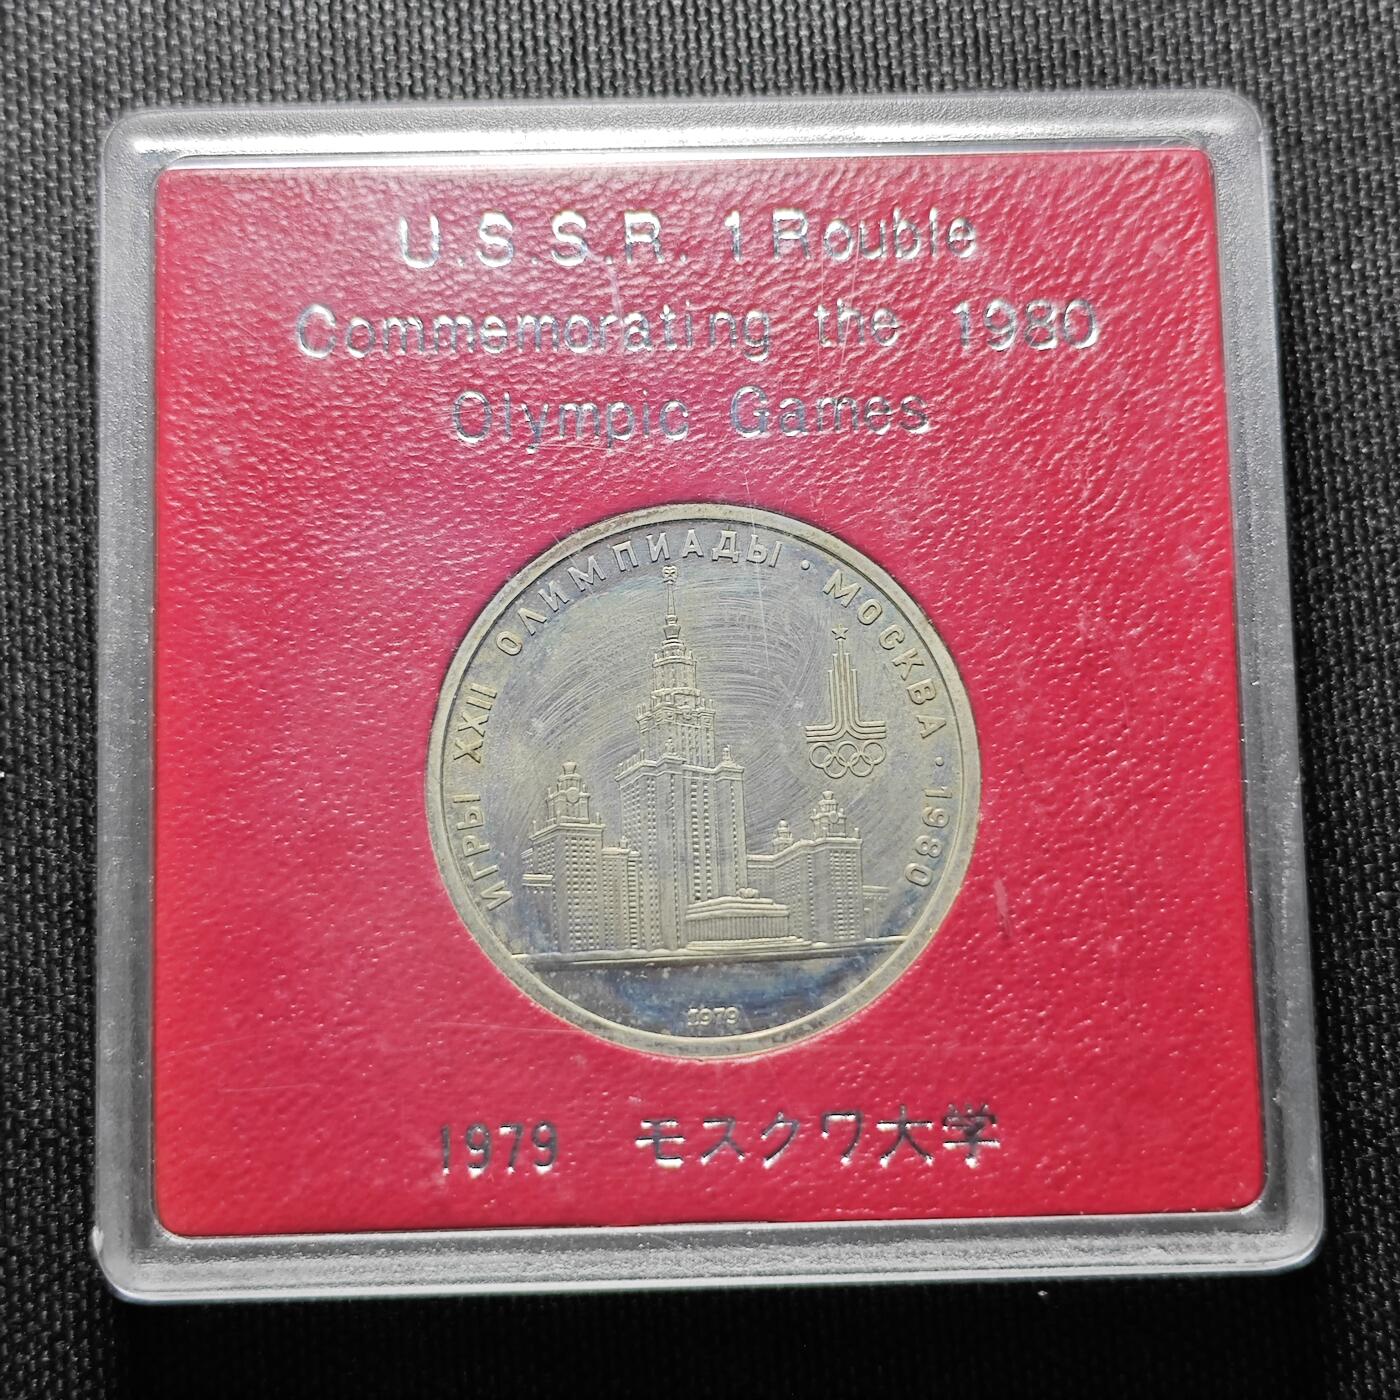 U.S.S.R. 1 Rouble
Commemorating the 1980
Olympic Games
ИГРЫ XXII ОЛИМПИАДЫ · МОСКВА · 1980
1979
1979 モスクワ大学